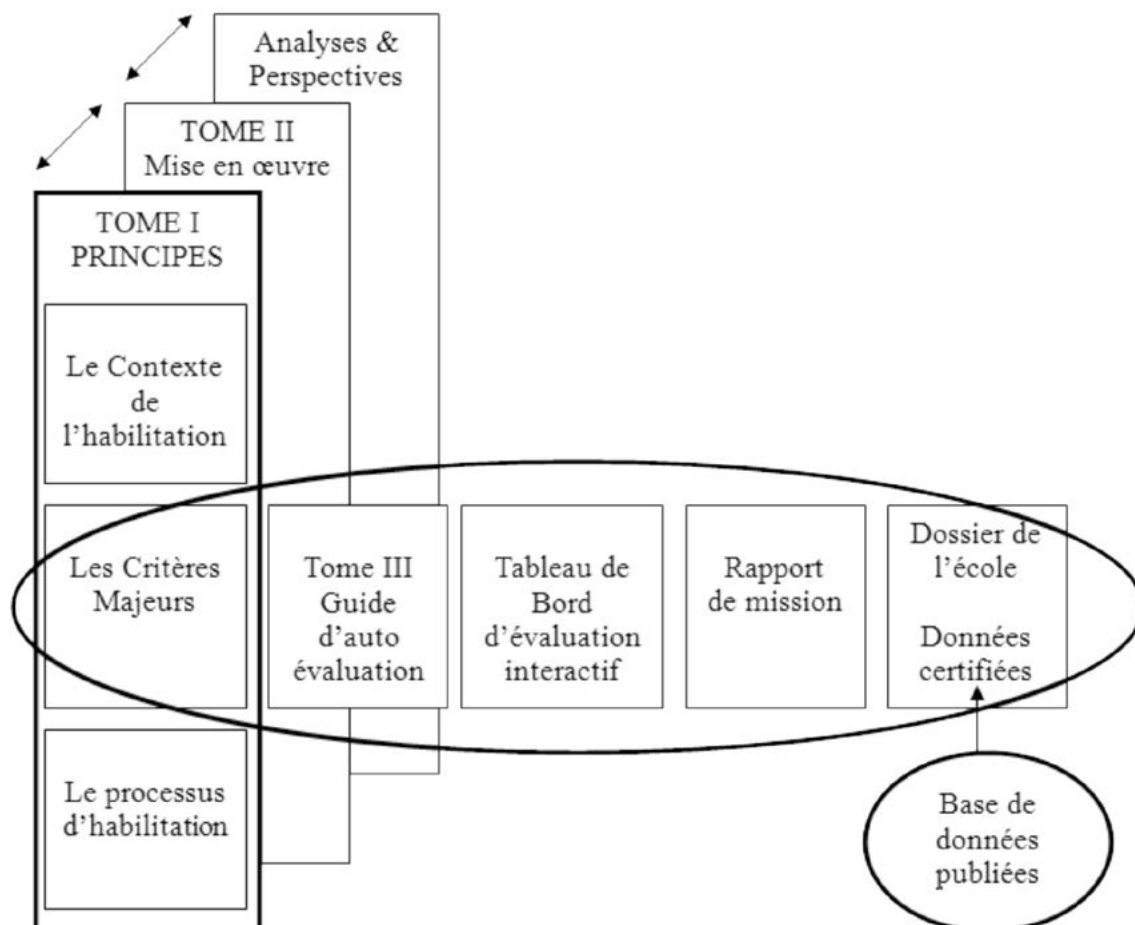 Analyses &
Perspectives
TOME II
Mise en œuvre
TOME I
PRINCIPES
Le Contexte
de
l’habilitation
Les Critères
Majeurs
Tome III
Guide
d’auto
évaluation
Tableau de
Bord
d’évaluation
interactif
Rapport
de mission
Dossier de
l’école
Données
certifiées
Le processus
d’habilitation
Base de
données
publiées